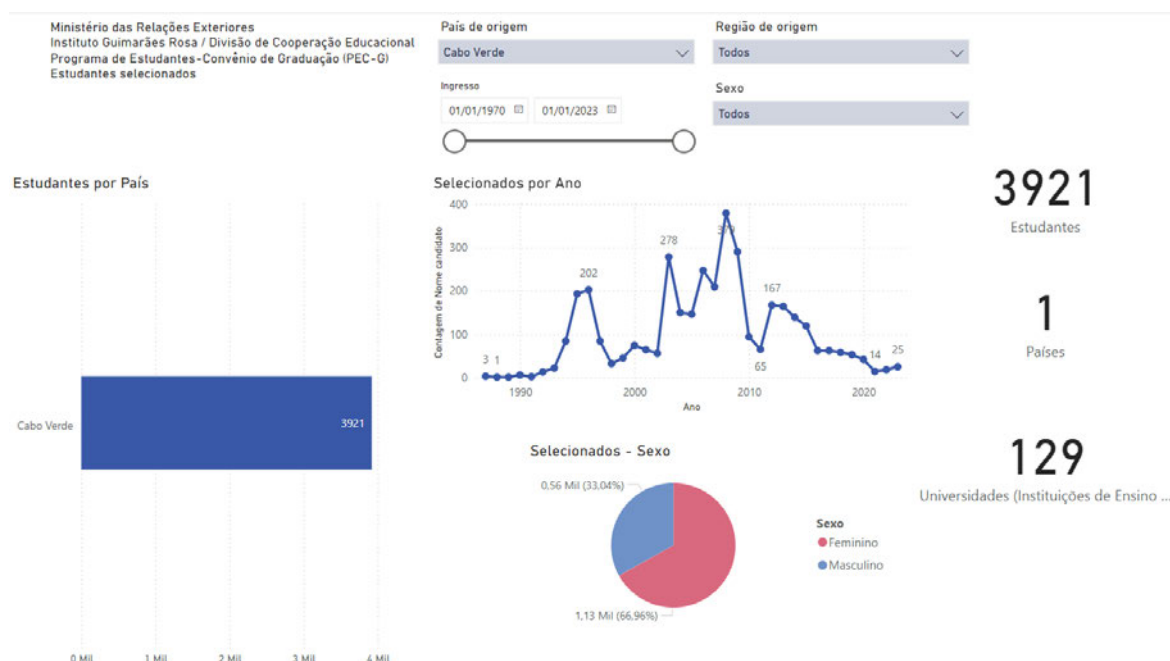 Ministério das Relações Exteriores
Instituto Guimarães Rosa / Divisão de Cooperação Educacional
Programa de Estudantes-Convênio de Graduação (PEC-G)
Estudantes selecionados
País de origem
Cabo Verde
Região de origem
Todos
Ingresso
01/01/1970
01/01/2023
Sexo
Todos
Estudantes por País
Cabo Verde
3921
0 Mil
1 Mil
2 Mil
3 Mil
4 Mil
Selecionados por Ano
Contagem de Nome candidato
400
300
200
100
0
3
1
202
278
379
65
167
14
25
1990
2000
2010
2020
Ano
Selecionados - Sexo
0,56 Mil (33,04%)
1,13 Mil (66,96%)
Sexo
Feminino
Masculino
3921
Estudantes
1
Países
129
Universidades (Instituições de Ensino ...